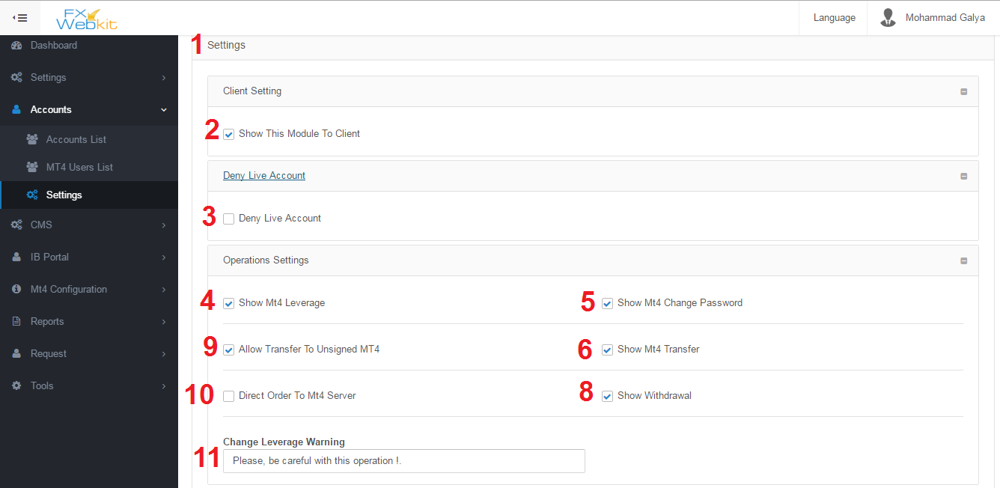 FX
Webkit
Language
Mohammad Galya
Dashboard
Settings
Accounts
Accounts List
MT4 Users List
Settings
CMS
IB Portal
Mt4 Configuration
Reports
Request
Tools
1 Settings
Client Setting
2 Show This Module To Client
Deny Live Account
3 Deny Live Account
Operations Settings
4 Show Mt4 Leverage
5 Show Mt4 Change Password
9 Allow Transfer To Unsigned MT4
6 Show Mt4 Transfer
10 Direct Order To Mt4 Server
8 Show Withdrawal
Change Leverage Warning
11 Please, be careful with this operation !.